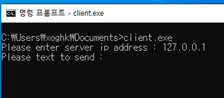 명령 프롬프트 - client.exe
C:\Users\xoghk\Documents>client.exe
Please enter server ip address : 127.0.0.1
Please text to send :